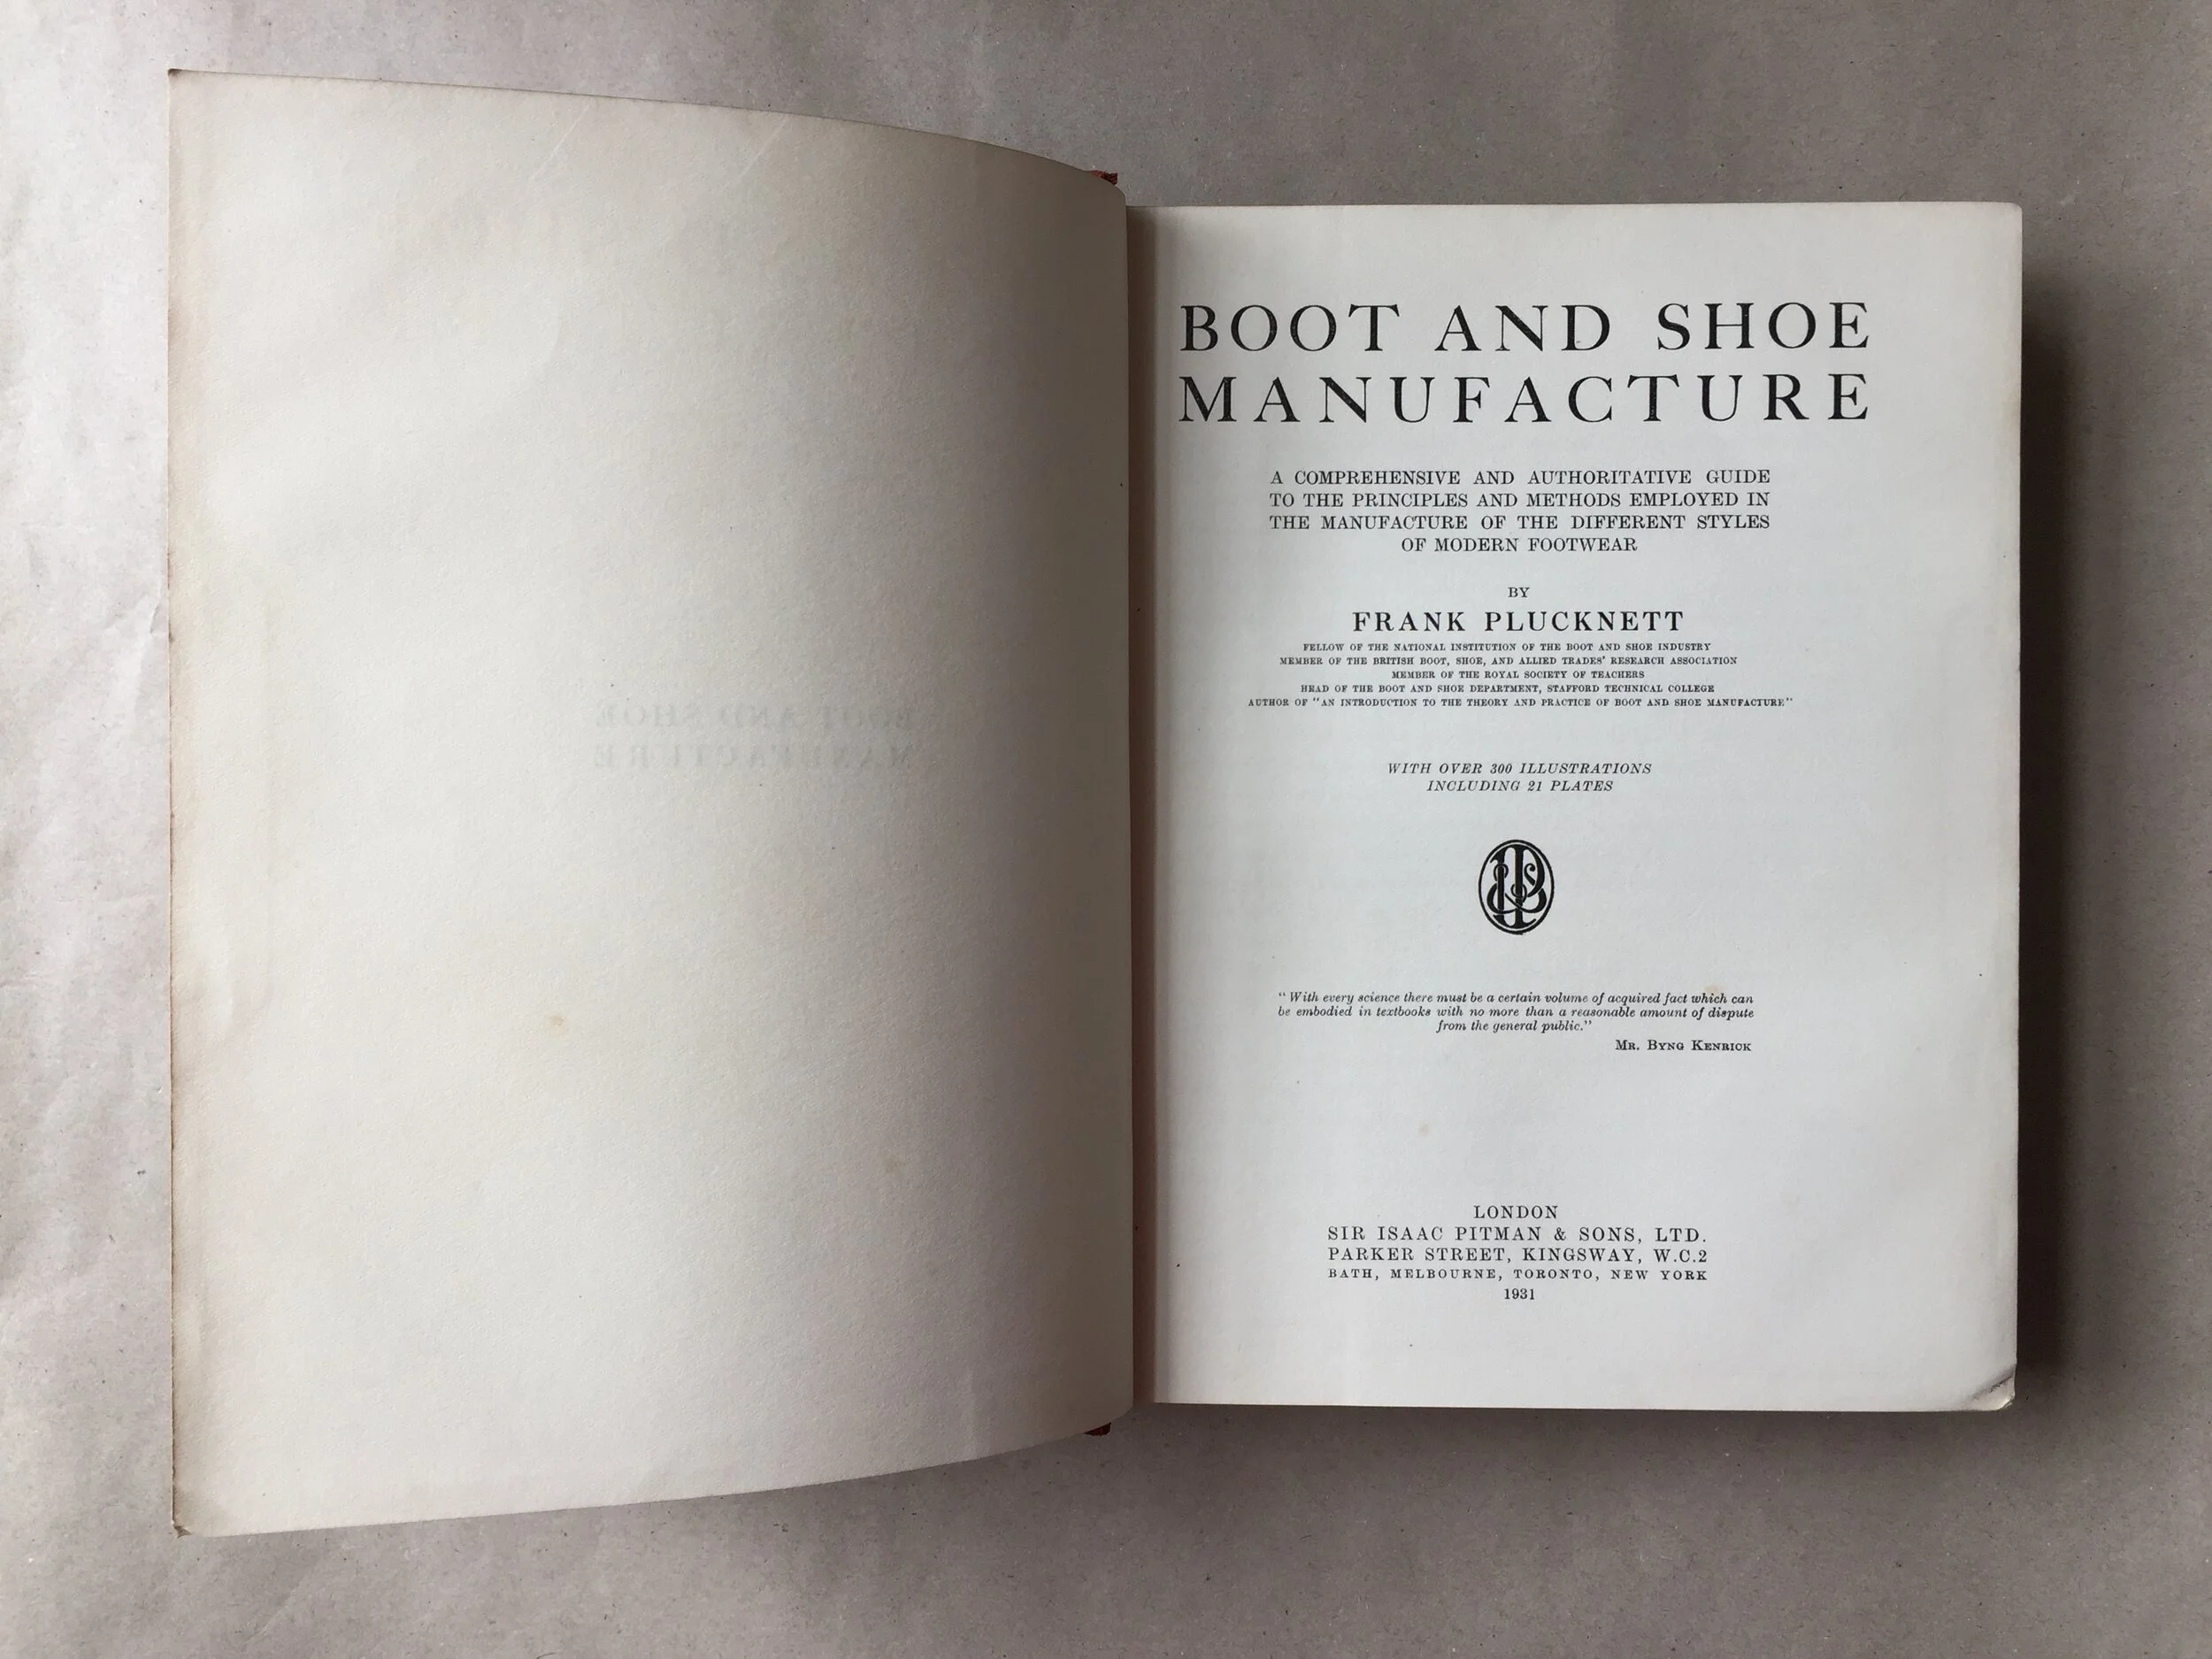 BOOT AND SHOE
MANUFACTURE
BOOT AND SHOE
MANUFACTURE
A COMPREHENSIVE AND AUTHORITATIVE GUIDE
TO THE PRINCIPLES AND METHODS EMPLOYED IN
THE MANUFACTURE OF THE DIFFERENT STYLES
OF MODERN FOOTWEAR
BY
FRANK PLUCKNETT
FELLOW OF THE NATIONAL INSTITUTION OF THE BOOT AND SHOE INDUSTRY
MEMBER OF THE BRITISH BOOT, SHOE, AND ALLIED TRADES' RESEARCH ASSOCIATION
MEMBER OF THE ROYAL SOCIETY OF TEACHERS
HEAD OF THE BOOT AND SHOE DEPARTMENT, STAFFORD TECHNICAL COLLEGE
AUTHOR OF "AN INTRODUCTION TO THE THEORY AND PRACTICE OF BOOT AND SHOE MANUFACTURE"
WITH OVER 300 ILLUSTRATIONS
INCLUDING 21 PLATES
"With every science there must be a certain volume of acquired fact which can
be embodied in textbooks with no more than a reasonable amount of dispute
from the general public."
MR. BYNG KENRICK
LONDON
SIR ISAAC PITMAN & SONS, LTD.
PARKER STREET, KINGSWAY, W.C.2
BATH, MELBOURNE, TORONTO, NEW YORK
1931